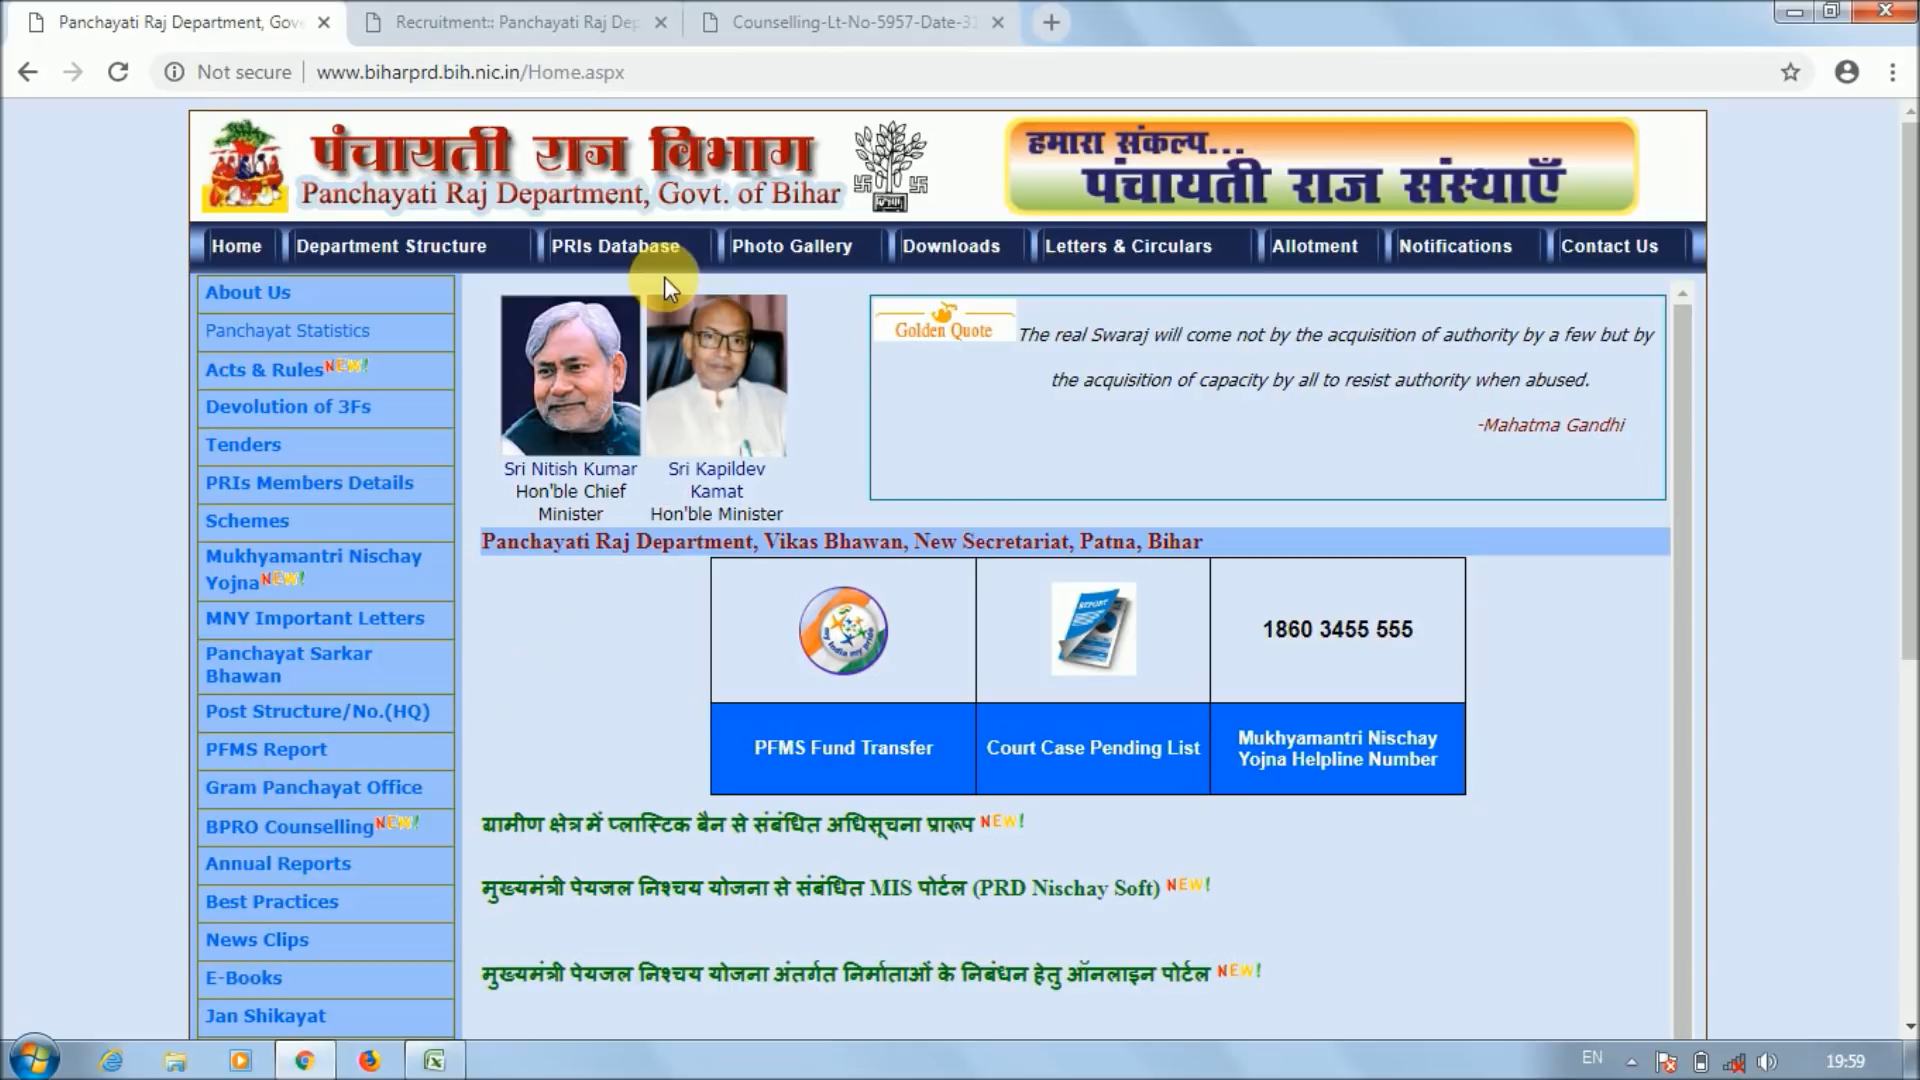 Panchayati Raj Department, Gove
Recruitment:: Panchayati Raj Dep
Counselling-Lt-No-5957-Date-31
Not secure
www.biharprd.bih.nic.in/Home.aspx
पंचायती राज विभाग
Panchayati Raj Department, Govt. of Bihar
हमारा संकल्प...
पंचायती राज संस्थाएँ
Home
Department Structure
PRIs Database
Photo Gallery
Downloads
Letters & Circulars
Allotment
Notifications
Contact Us
About Us
Panchayat Statistics
Acts & Rules NEW!
Devolution of 3Fs
Tenders
PRIs Members Details
Schemes
Mukhyamantri Nischay
Yojna NEW!
MNY Important Letters
Panchayat Sarkar
Bhawan
Post Structure/No.(HQ)
PFMS Report
Gram Panchayat Office
BPRO Counselling NEW!
Annual Reports
Best Practices
News Clips
E-Books
Jan Shikayat
Sri Nitish Kumar
Hon'ble Chief
Minister
Sri Kapildev
Kamat
Hon'ble Minister
Golden Quote
The real Swaraj will come not by the acquisition of authority by a few but by
the acquisition of capacity by all to resist authority when abused.
-Mahatma Gandhi
Panchayati Raj Department, Vikas Bhawan, New Secretariat, Patna, Bihar
my India my pride
REPORT
1860 3455 555
PFMS Fund Transfer
Court Case Pending List
Mukhyamantri Nischay
Yojna Helpline Number
ग्रामीण क्षेत्र में प्लास्टिक बैन से संबंधित अधिसूचना प्रारूप NEW!
मुख्यमंत्री पेयजल निश्चय योजना से संबंधित MIS पोर्टल (PRD Nischay Soft) NEW!
मुख्यमंत्री पेयजल निश्चय योजना अंतर्गत निर्माताओं के निबंधन हेतु ऑनलाइन पोर्टल NEW!
EN
19:59